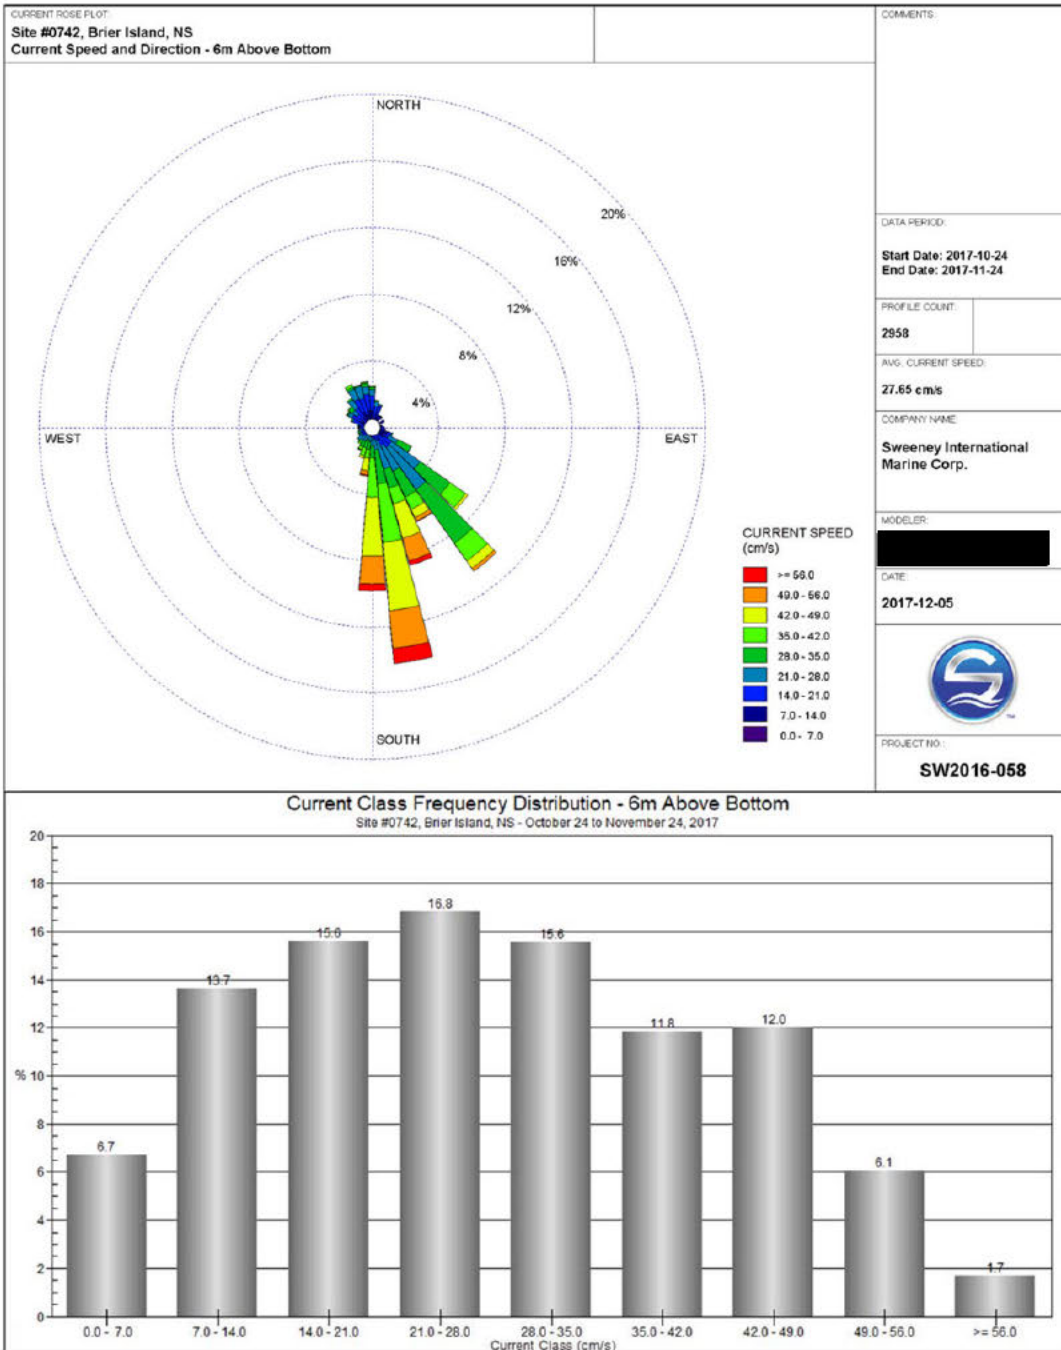 CURRENT ROSE PLOT:
Site #0742, Brier Island, NS
Current Speed and Direction - 6m Above Bottom
COMMENTS:
NORTH
20%
16%
12%
8%
4%
WEST
EAST
SOUTH
CURRENT SPEED
(cm/s)
>= 56.0
49.0 - 56.0
42.0 - 49.0
35.0 - 42.0
28.0 - 35.0
21.0 - 28.0
14.0 - 21.0
7.0 - 14.0
0.0 - 7.0
DATA PERIOD:
Start Date: 2017-10-24
End Date: 2017-11-24
PROFILE COUNT:
2958
AVG. CURRENT SPEED:
27.65 cm/s
COMPANY NAME:
Sweeney International
Marine Corp.
MODELER:
DATE:
2017-12-05
TM
PROJECT NO.:
SW2016-058
Current Class Frequency Distribution - 6m Above Bottom
Site #0742, Brier Island, NS - October 24 to November 24, 2017
20
18
16
14
12
% 10
8
6
4
2
0
6.7
13.7
15.6
16.8
15.6
11.8
12.0
6.1
1.7
0.0 - 7.0
7.0 - 14.0
14.0 - 21.0
21.0 - 28.0
28.0 - 35.0
35.0 - 42.0
42.0 - 49.0
49.0 - 56.0
>= 56.0
Current Class (cm/s)